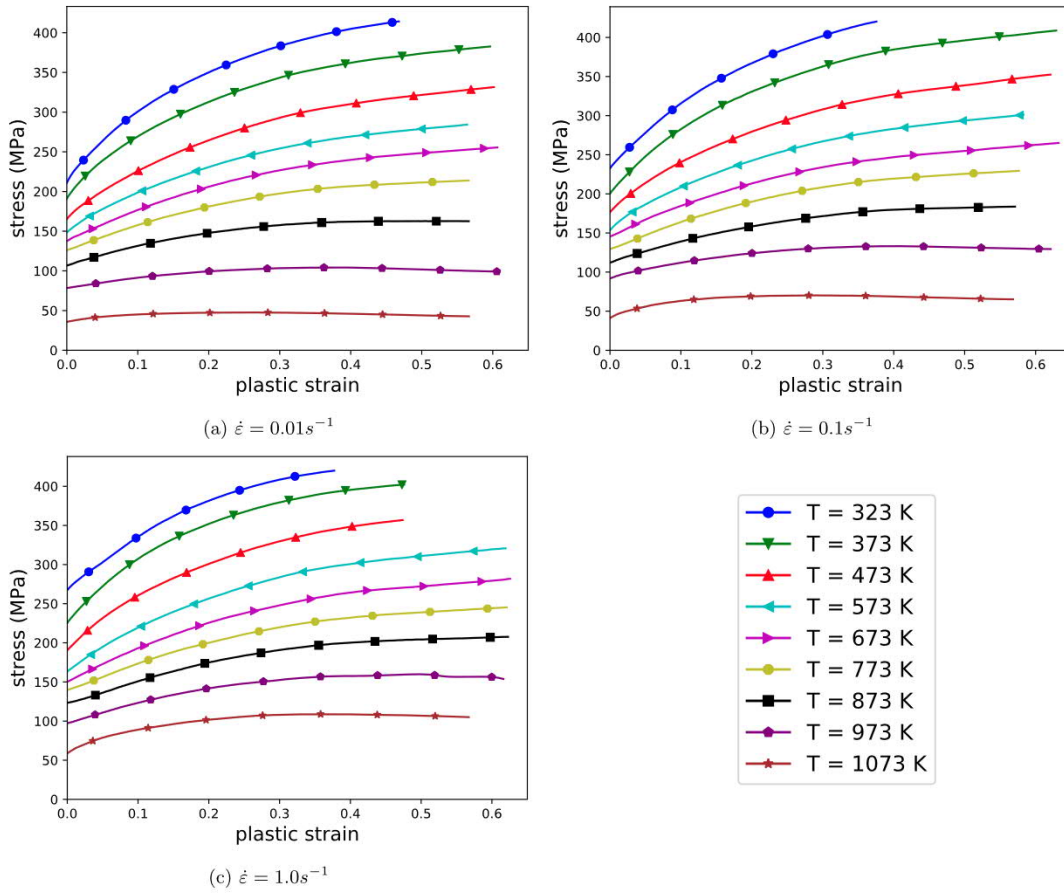 400
350
300
250
200
150
100
50
0
stress (MPa)
0.0 0.1 0.2 0.3 0.4 0.5 0.6
plastic strain
(a) ε̇ = 0.01s⁻¹
400
350
300
250
200
150
100
50
0
stress (MPa)
0.0 0.1 0.2 0.3 0.4 0.5 0.6
plastic strain
(b) ε̇ = 0.1s⁻¹
400
350
300
250
200
150
100
50
0
stress (MPa)
0.0 0.1 0.2 0.3 0.4 0.5 0.6
plastic strain
(c) ε̇ = 1.0s⁻¹
T = 323 K
T = 373 K
T = 473 K
T = 573 K
T = 673 K
T = 773 K
T = 873 K
T = 973 K
T = 1073 K